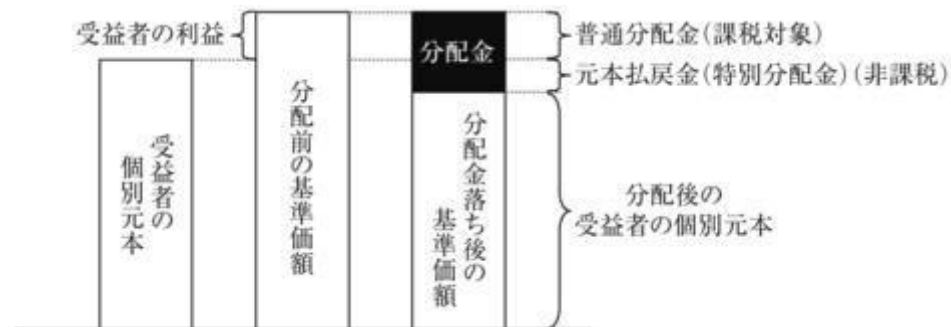 受益者の利益
分配金
普通分配金(課税対象)
元本払戻金(特別分配金)(非課税)
受益者の
個別元本
分配前の基準価額
分配金落ち後の
基準価額
分配後の
受益者の個別元本